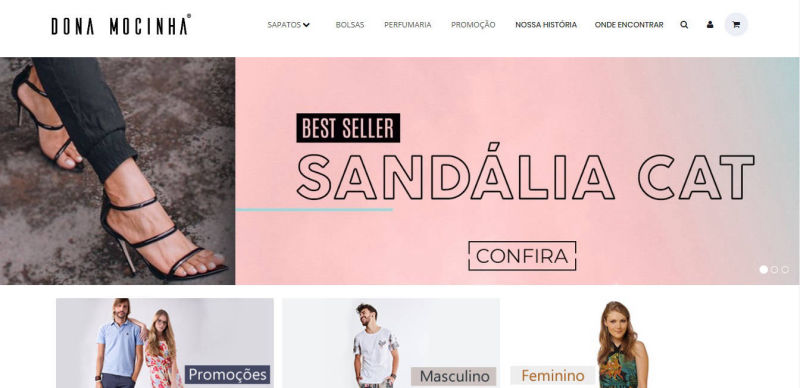 DONA MOCINHA®
SAPATOS
BOLSAS
PERFUMARIA
PROMOÇÃO
NOSSA HISTÓRIA
ONDE ENCONTRAR
BEST SELLER
SANDÁLIA CAT
CONFIRA
Promoções
Masculino
Feminino